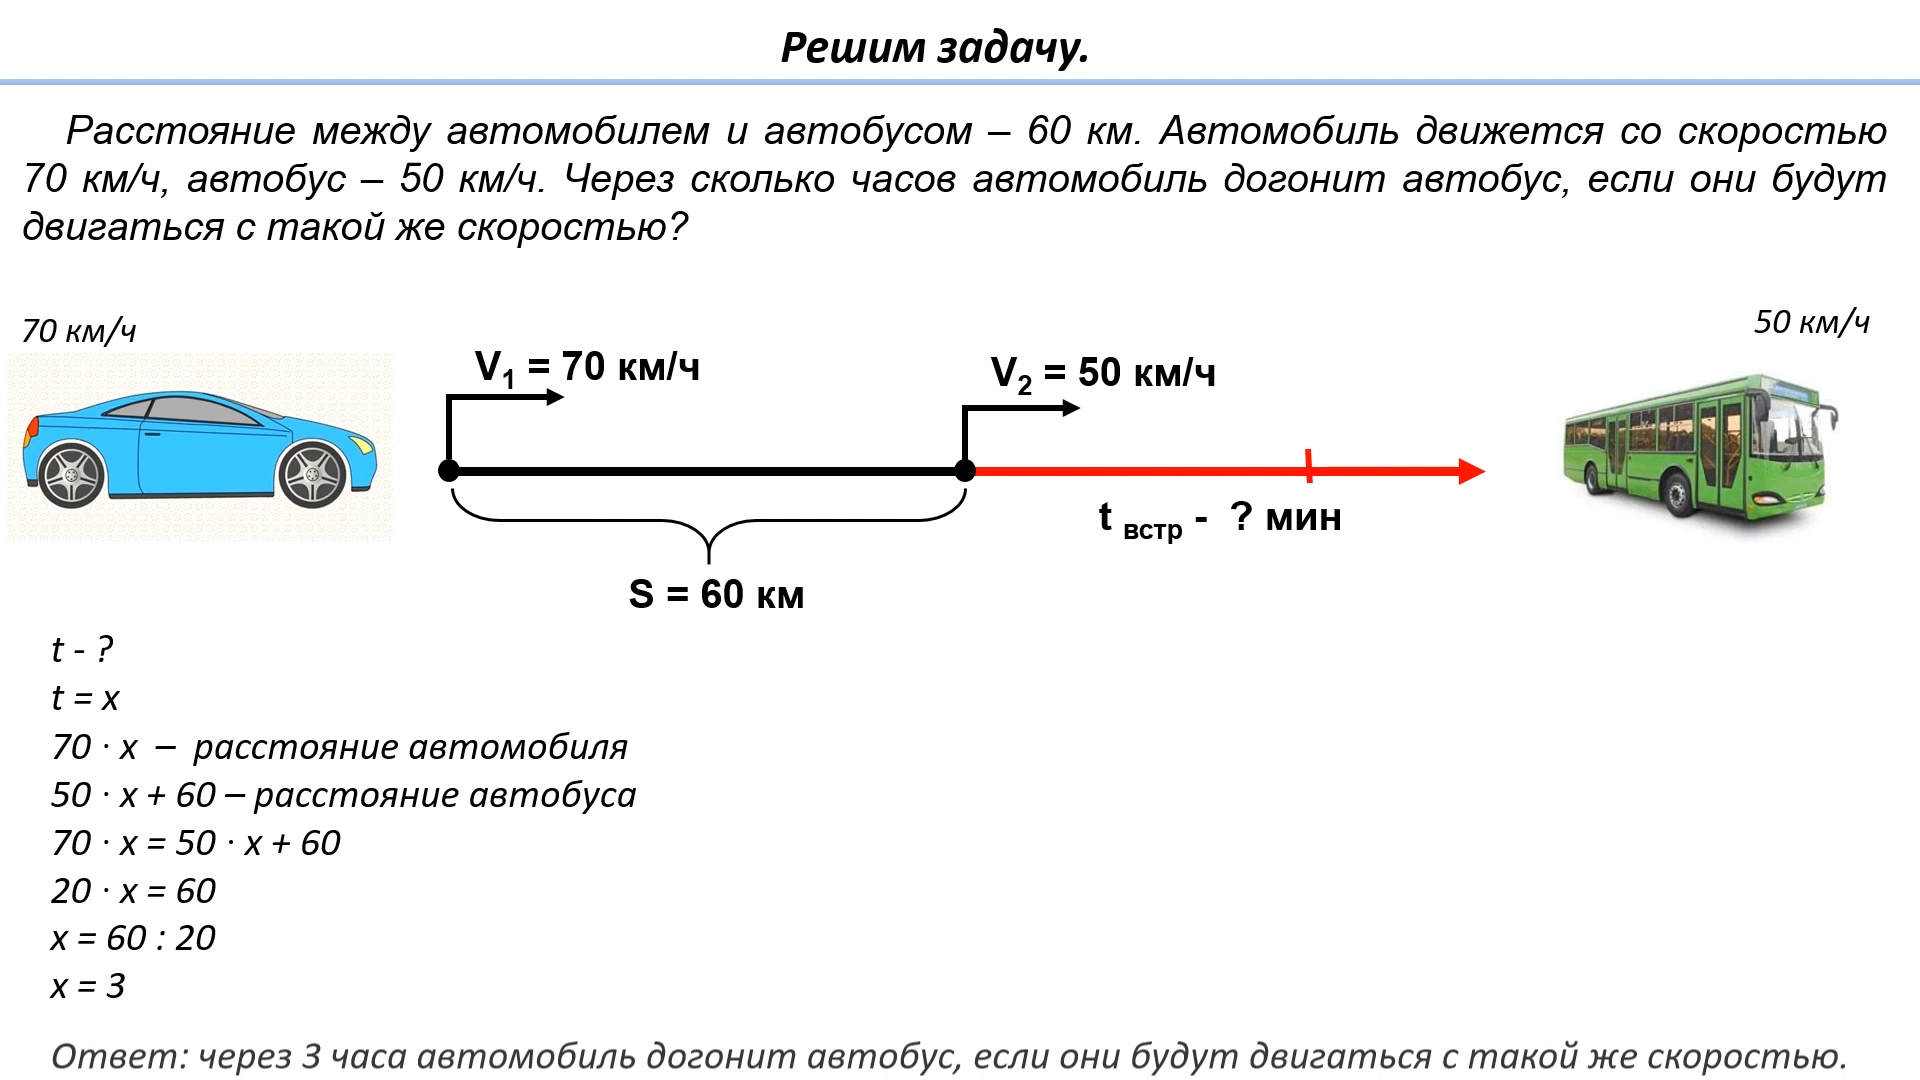 Решим задачу.
Расстояние между автомобилем и автобусом – 60 км. Автомобиль движется со скоростью
70 км/ч, автобус – 50 км/ч. Через сколько часов автомобиль догонит автобус, если они будут
двигаться с такой же скоростью?
70 км/ч
50 км/ч
V₁ = 70 км/ч
V₂ = 50 км/ч
t встр - ? мин
S = 60 км
t - ?
t = x
70 · x – расстояние автомобиля
50 · x + 60 – расстояние автобуса
70 · x = 50 · x + 60
20 · x = 60
x = 60 : 20
x = 3
Ответ: через 3 часа автомобиль догонит автобус, если они будут двигаться с такой же скоростью.